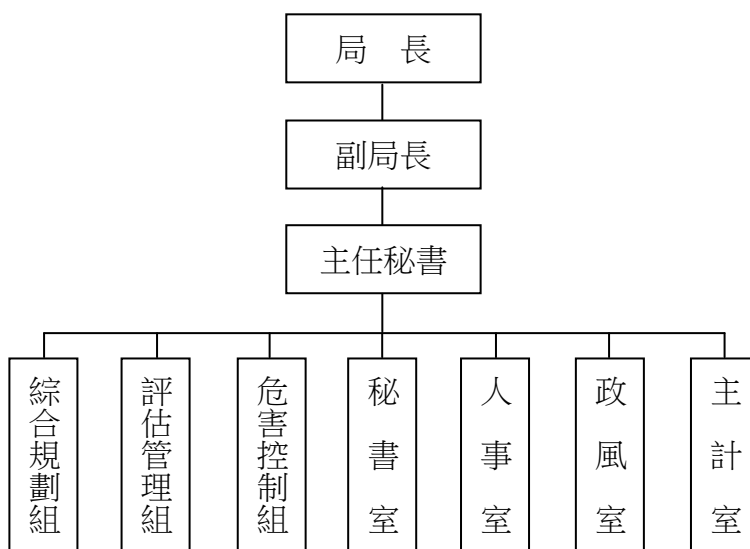 局　長
副局長
主任秘書
綜合規劃組
評估管理組
危害控制組
秘書室
人事室
政風室
主計室